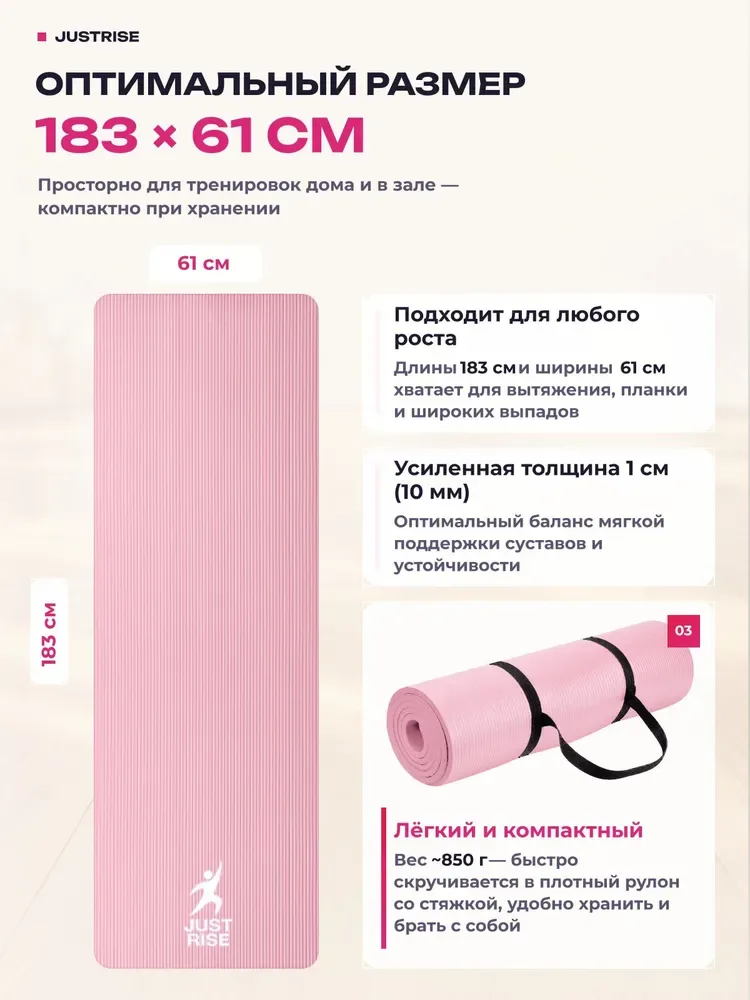 JUSTRISE
ОПТИМАЛЬНЫЙ РАЗМЕР
183 × 61 СМ
Просторно для тренировок дома и в зале —
компактно при хранении
61 см
183 см
JUST
RISE
Подходит для любого
роста
Длины 183 см и ширины 61 см
хватает для вытяжения, планки
и широких выпадов
Усиленная толщина 1 см
(10 мм)
Оптимальный баланс мягкой
поддержки суставов и
устойчивости
03
Лёгкий и компактный
Вес ~850 г — быстро
скручивается в плотный рулон
со стяжкой, удобно хранить и
брать с собой